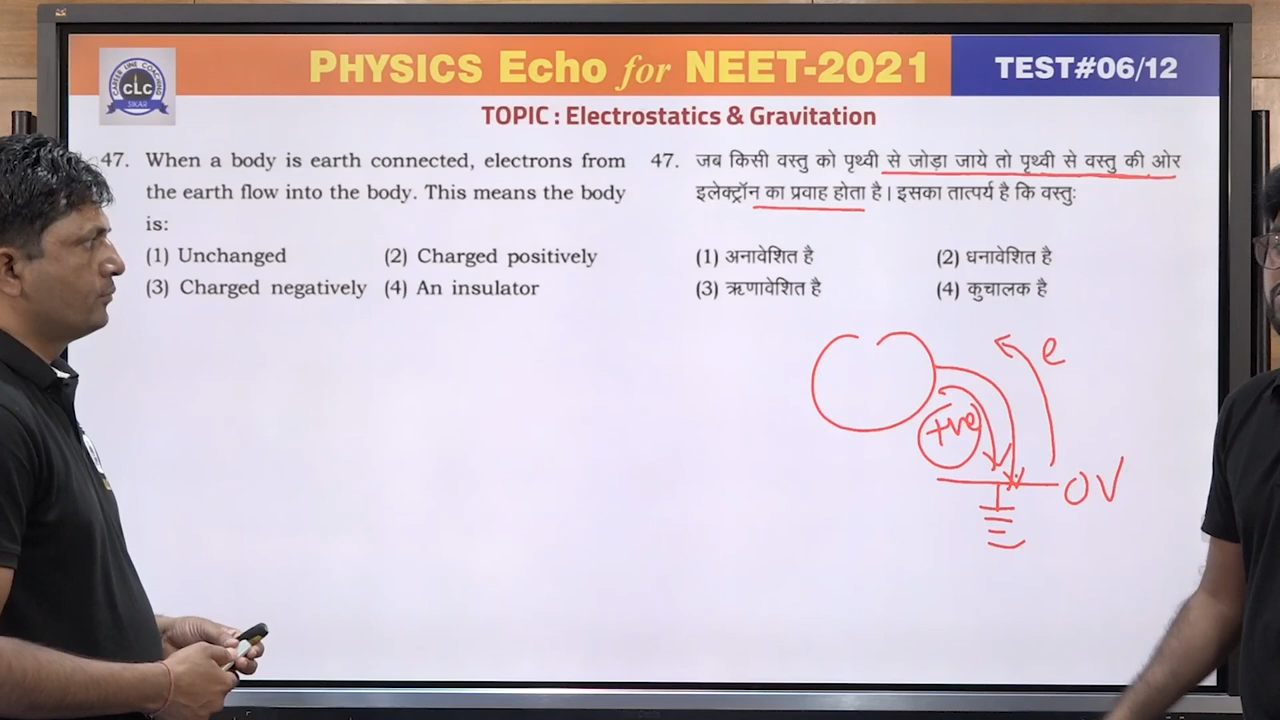 PHYSICS Echo for NEET-2021
TEST#06/12
CAREER LINE COACHING
CLC
SIKAR
TOPIC : Electrostatics & Gravitation
47. When a body is earth connected, electrons from
the earth flow into the body. This means the body
is:
(1) Unchanged (2) Charged positively
(3) Charged negatively (4) An insulator
47. जब किसी वस्तु को पृथ्वी से जोड़ा जाये तो पृथ्वी से वस्तु की ओर
इलेक्ट्रॉन का प्रवाह होता है। इसका तात्पर्य है कि वस्तुः
(1) अनावेशित है (2) धनावेशित है
(3) ऋणावेशित है (4) कुचालक है
e
+ve
0V